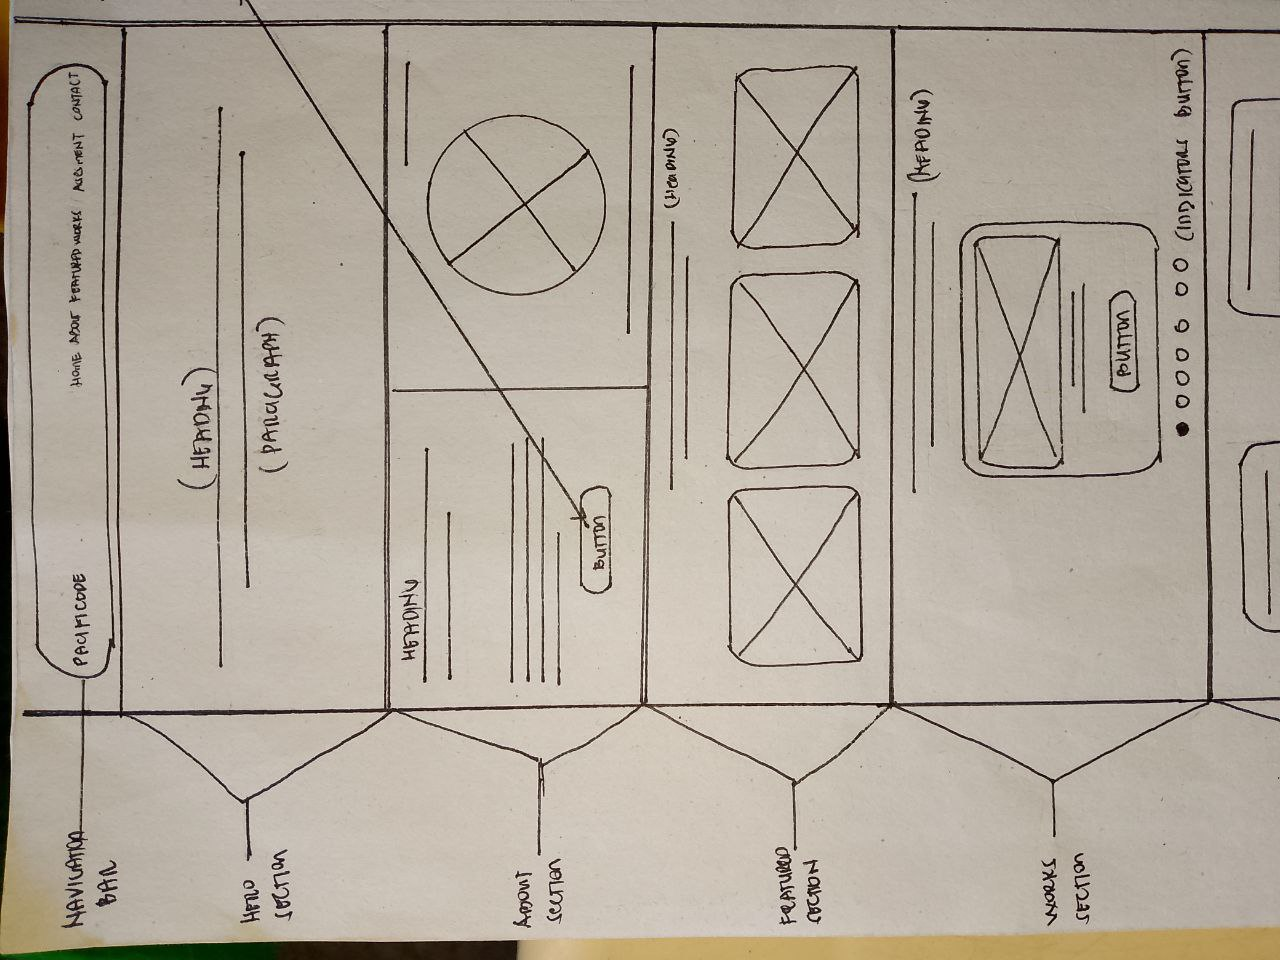 NAVIGATION
BAR
PACIFICODE
HOME ABOUT FEATURED WORKS CONTACT
HERO
SECTION
(HEADING)
(PARAGRAPH)
ABOUT
SECTION
HEADING
BUTTON
FEATURED
SECTION
(HEADING)
WORKS
SECTION
(HEADING)
BUTTON
(INDICATORS BUTTON)